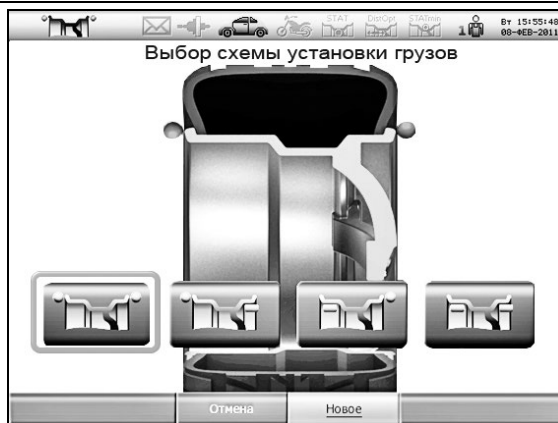 STAT DistOpt STATmin 1 Вт 15:55:48
08-ФЕВ-2011
Выбор схемы установки грузов
Отмена Новое